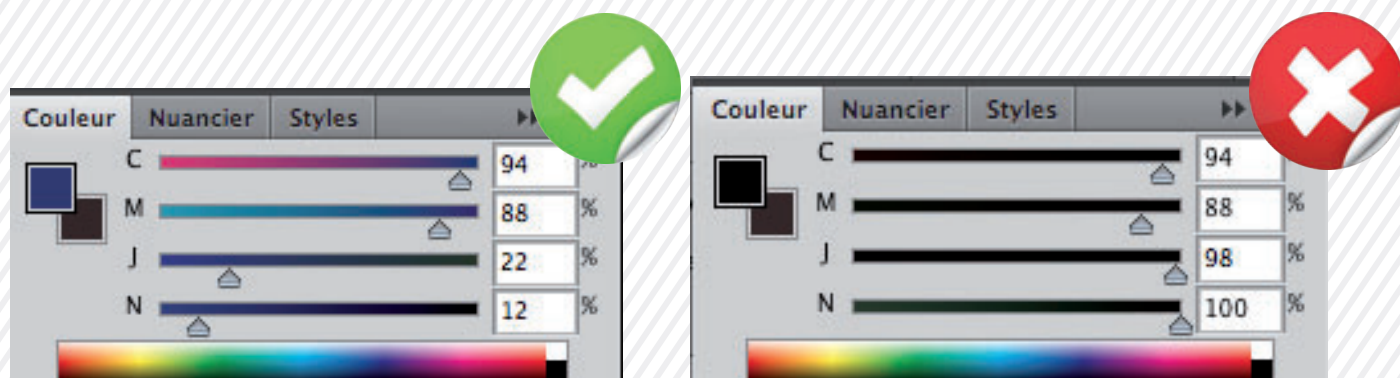 Couleur Nuancier Styles
C 94 %
M 88 %
J 22 %
N 12 %
Couleur Nuancier Styles
C 94
M 88 %
J 98 %
N 100 %